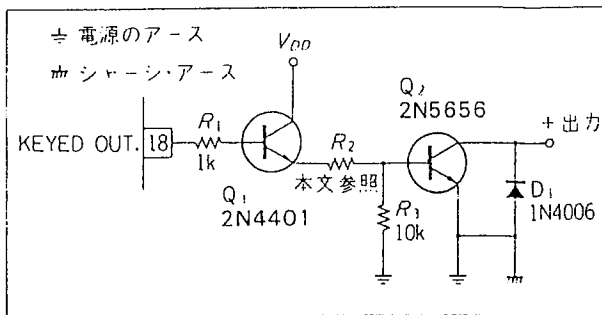 電源のアース
シャーシ・アース
V_DD
KEYED OUT. 18
R₁
1k
Q₁
2N4401
R₂
本文参照
R₃
10k
Q₂
2N5656
+出力
D₁
1N4006